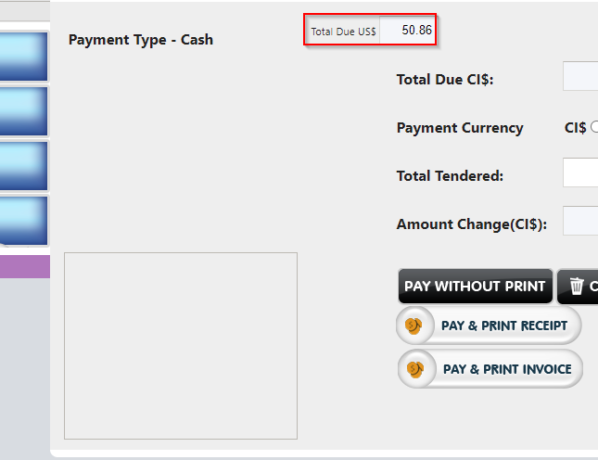 Payment Type - Cash
Total Due US$ 50.86
Total Due CI$:
Payment Currency CI$
Total Tendered:
Amount Change(CI$):
PAY WITHOUT PRINT
PAY & PRINT RECEIPT
PAY & PRINT INVOICE